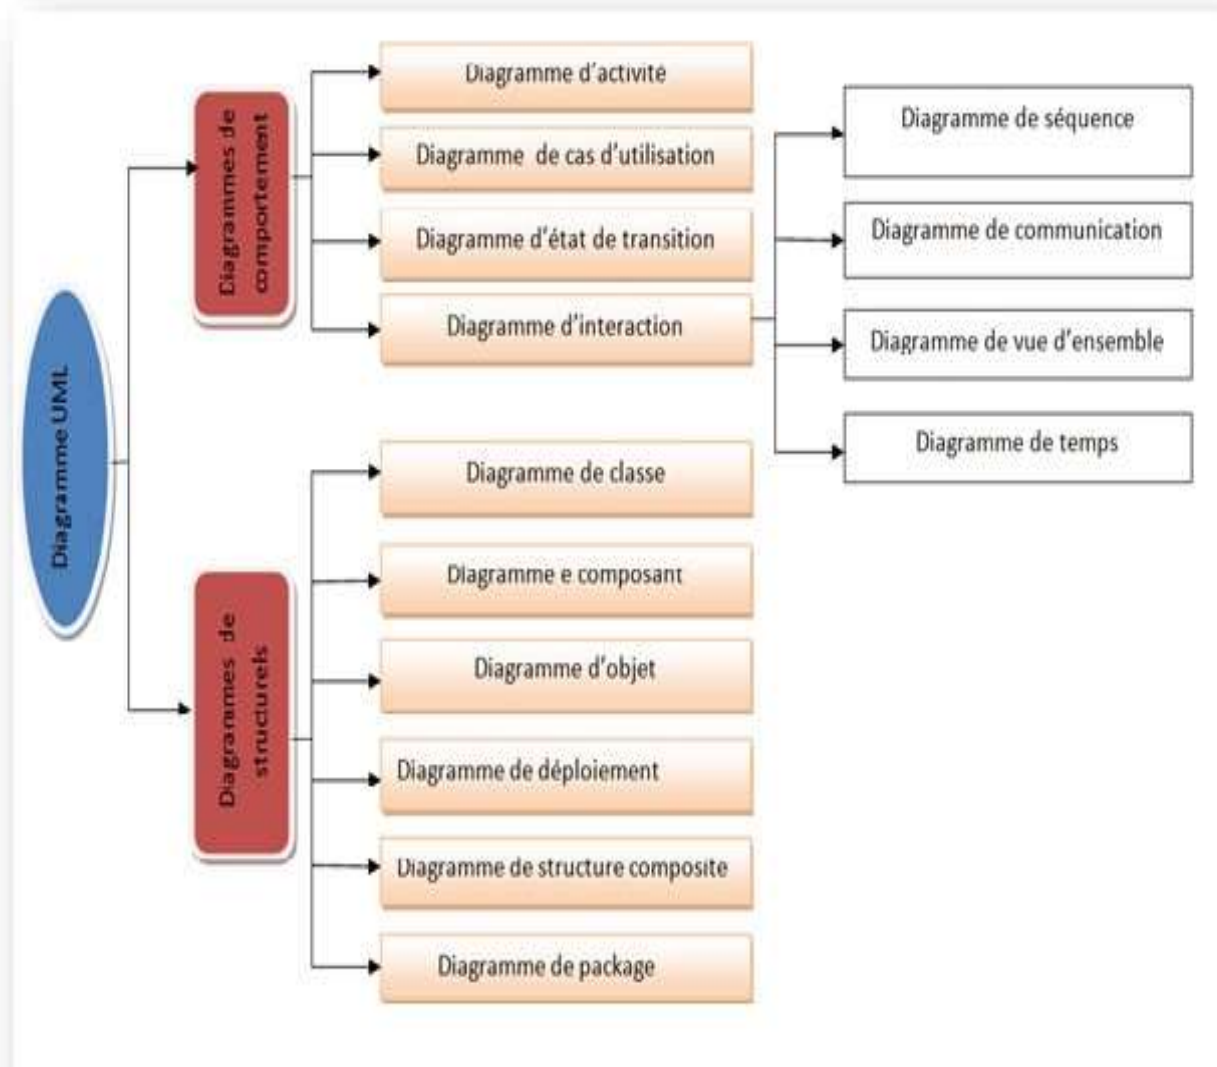 Diagramme UML
Diagrammes de
comportement
Diagramme d'activité
Diagramme de cas d'utilisation
Diagramme d'état de transition
Diagramme d'interaction
Diagramme de séquence
Diagramme de communication
Diagramme de vue d'ensemble
Diagramme de temps
Diagrammes de
structurels
Diagramme de classe
Diagramme e composant
Diagramme d'objet
Diagramme de déploiement
Diagramme de structure composite
Diagramme de package